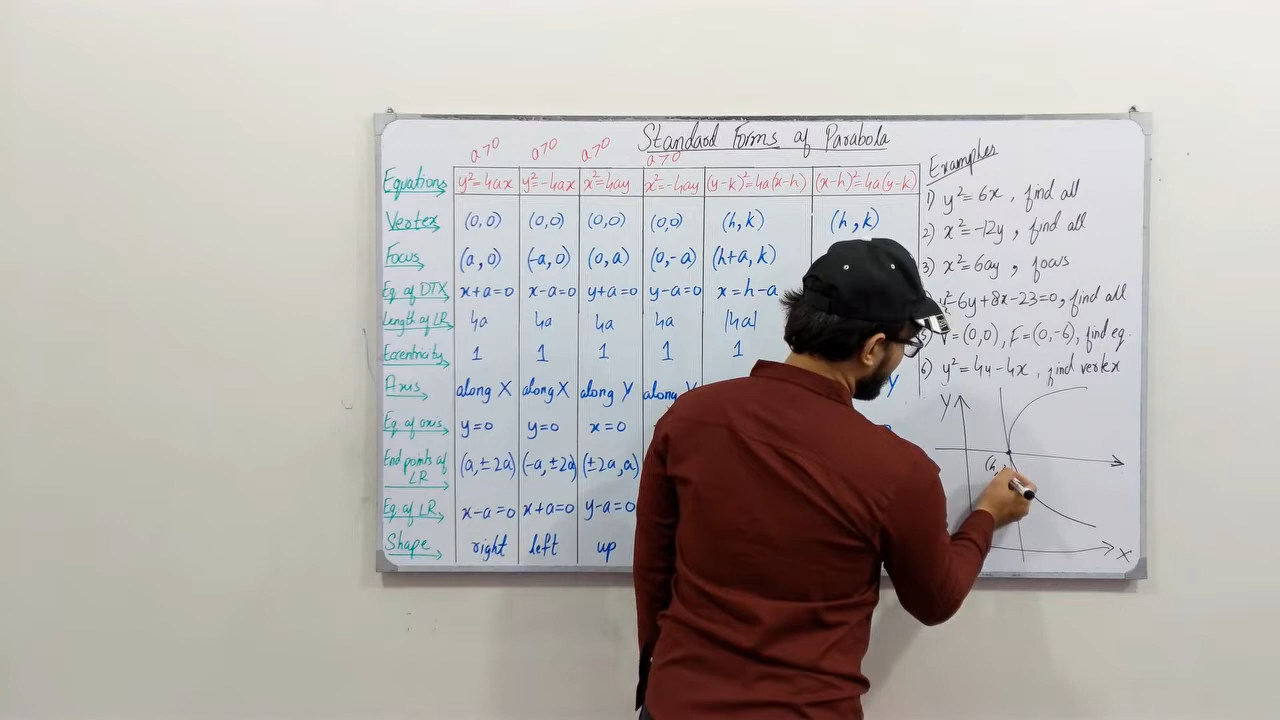 Standard Forms of Parabola
a>0 a>0 a>0 a>0
Equations y²=4ax y²=-4ax x²=4ay x²=-4ay (y-k)²=4a(x-h) (x-h)²=4a(y-k)
Vertex (0,0) (0,0) (0,0) (0,0) (h,k) (h,k)
Focus (a,0) (-a,0) (0,a) (0,-a) (h+a,k)
Eq. of DTX x+a=0 x-a=0 y+a=0 y-a=0 x=h-a
Length of LR 4a 4a 4a 4a |4a|
Eccentricity 1 1 1 1 1
Axis along X along X along Y along Y
Eq. of axis y=0 y=0 x=0
End points of LR (a,±2a) (-a,±2a) (±2a,a)
Eq. of LR x-a=0 x+a=0 y-a=0
Shape right left up
Examples
1) y²=6x, find all
2) x²=-12y, find all
3) x²=6ay, focus
y²-6y+8x-23=0, find all
5) V=(0,0), F=(0,-6), find eq.
6) y²=4y-4x, find vertex
Y
(h,
X